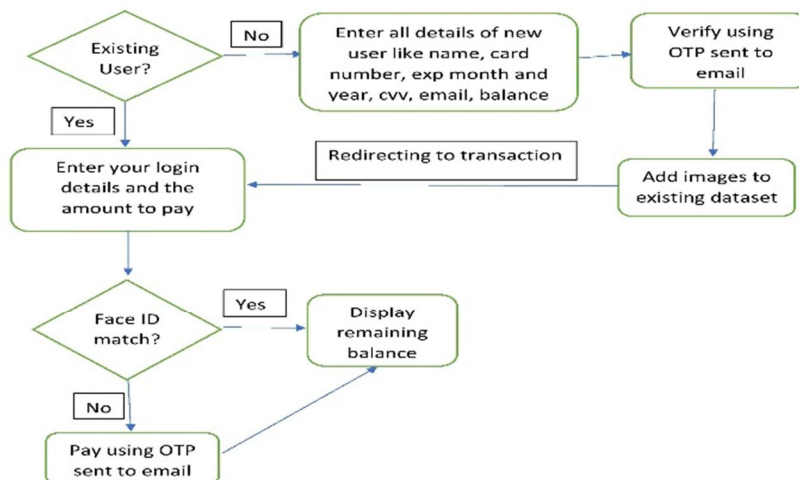 Existing
User?
No
Enter all details of new
user like name, card
number, exp month and
year, cvv, email, balance
Verify using
OTP sent to
email
Yes
Enter your login
details and the
amount to pay
Redirecting to transaction
Add images to
existing dataset
Face ID
match?
Yes
Display
remaining
balance
No
Pay using OTP
sent to email